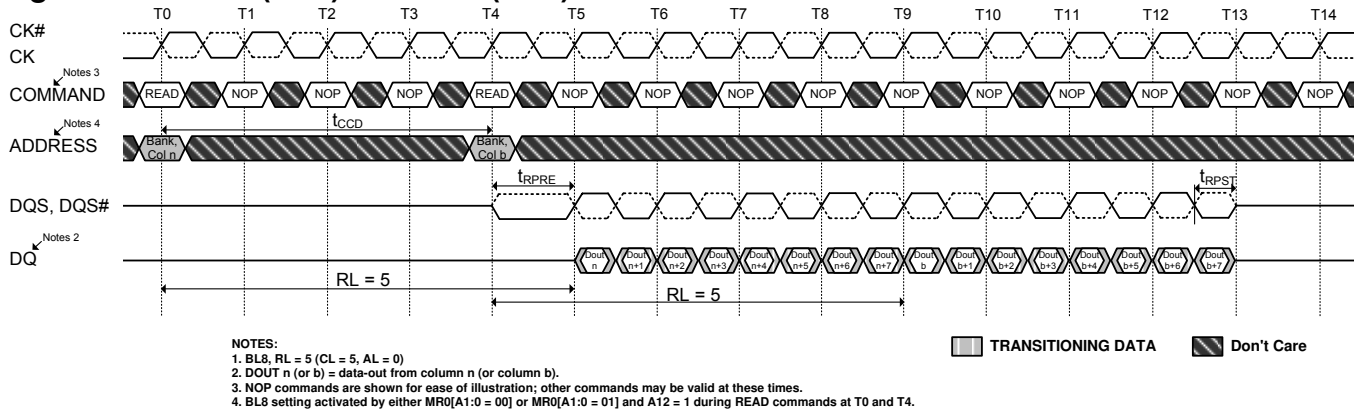 T0 T1 T2 T3 T4 T5 T6 T7 T8 T9 T10 T11 T12 T13 T14
CK#
CK
Notes 3
COMMAND READ NOP NOP NOP READ NOP NOP NOP NOP NOP NOP NOP NOP NOP NOP
Notes 4
tCCD
ADDRESS Bank, Col n Bank, Col b
tRPRE tRPST
DQS, DQS#
Notes 2
DQ Dout n Dout n+1 Dout n+2 Dout n+3 Dout n+4 Dout n+5 Dout n+6 Dout n+7 Dout b Dout b+1 Dout b+2 Dout b+3 Dout b+4 Dout b+5 Dout b+6 Dout b+7
RL = 5 RL = 5
NOTES:
1. BL8, RL = 5 (CL = 5, AL = 0)
2. DOUT n (or b) = data-out from column n (or column b).
3. NOP commands are shown for ease of illustration; other commands may be valid at these times.
4. BL8 setting activated by either MR0[A1:0 = 00] or MR0[A1:0 = 01] and A12 = 1 during READ commands at T0 and T4.
TRANSITIONING DATA Don't Care